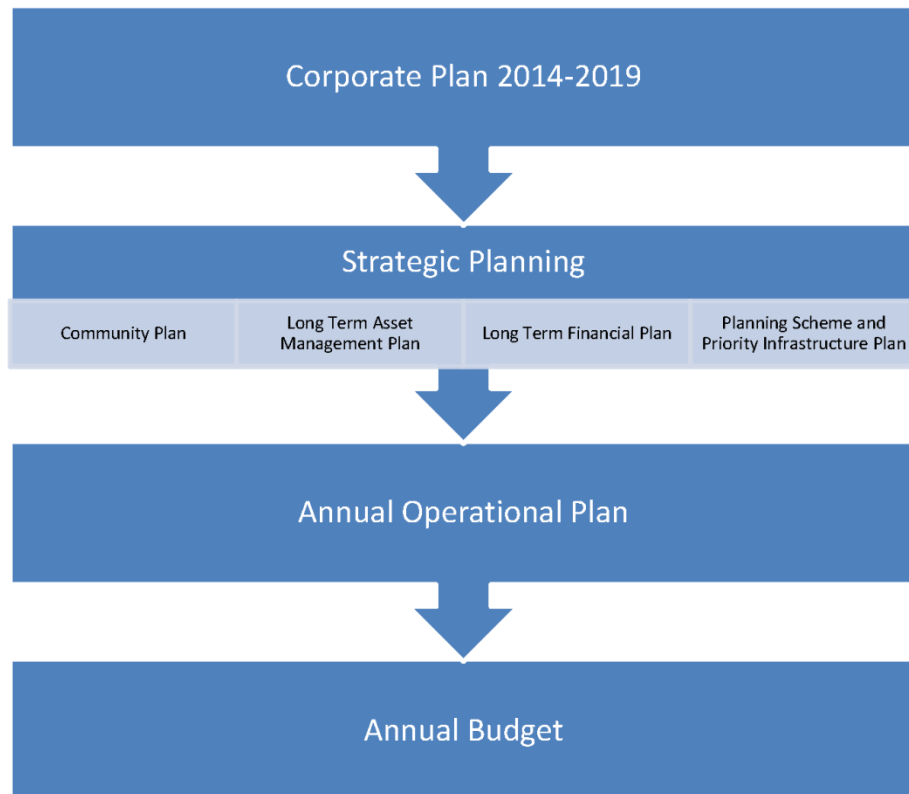 Corporate Plan 2014-2019
Strategic Planning
Community Plan
Long Term Asset
Management Plan
Long Term Financial Plan
Planning Scheme and
Priority Infrastructure Plan
Annual Operational Plan
Annual Budget